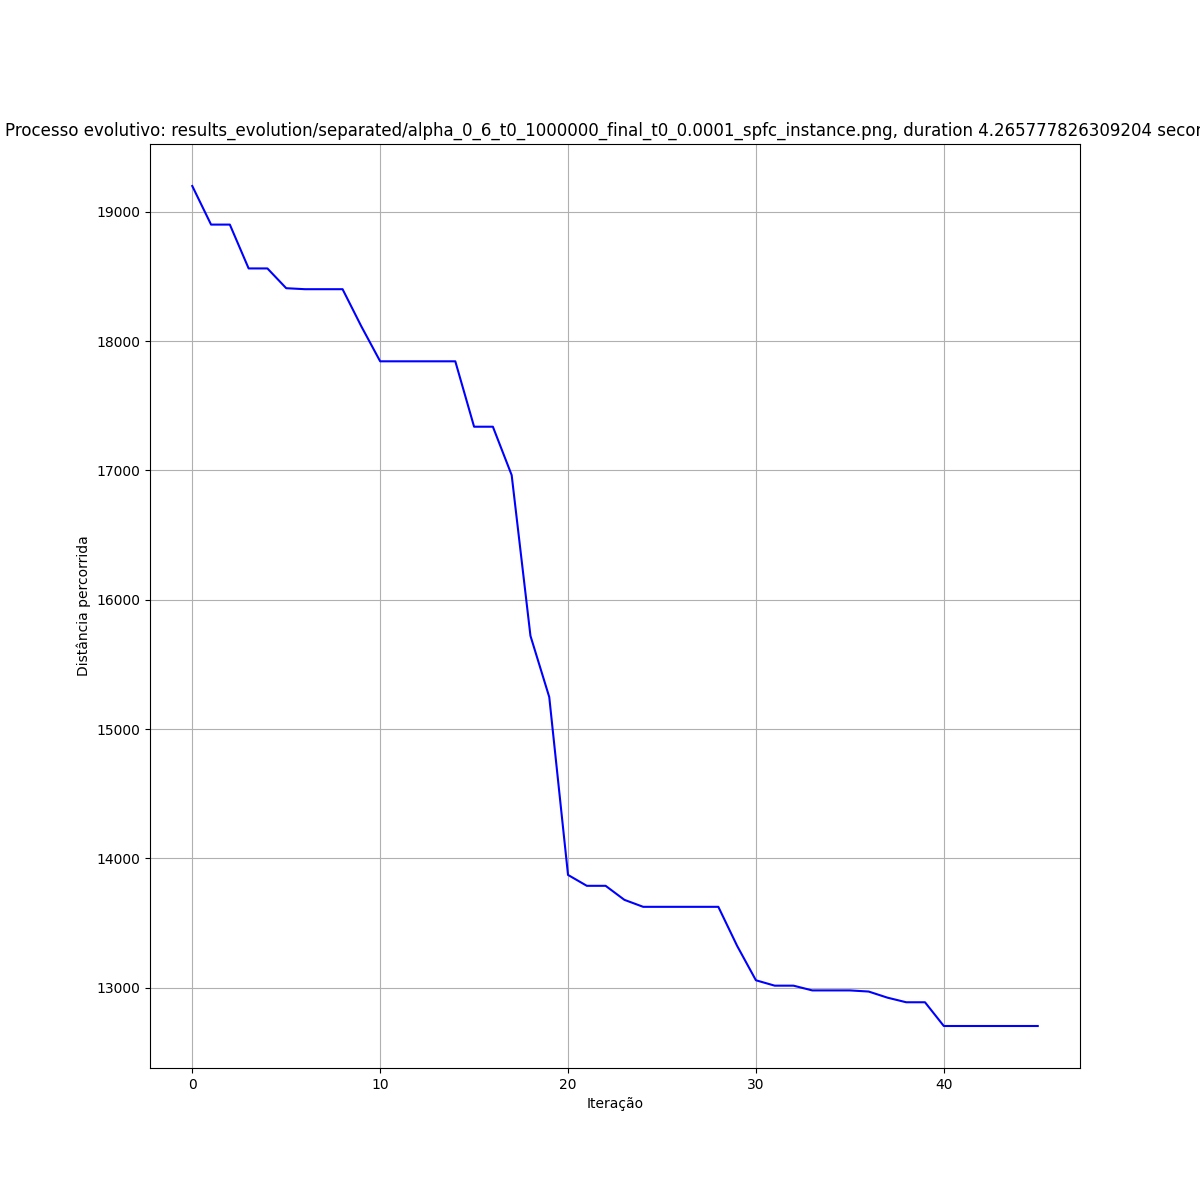 Processo evolutivo: results_evolution/separated/alpha_0_6_t0_1000000_final_t0_0.0001_spfc_instance.png, duration 4.265777826309204
19000
18000
17000
16000
15000
14000
13000
Distância percorrida
0 10 20 30 40
Iteração